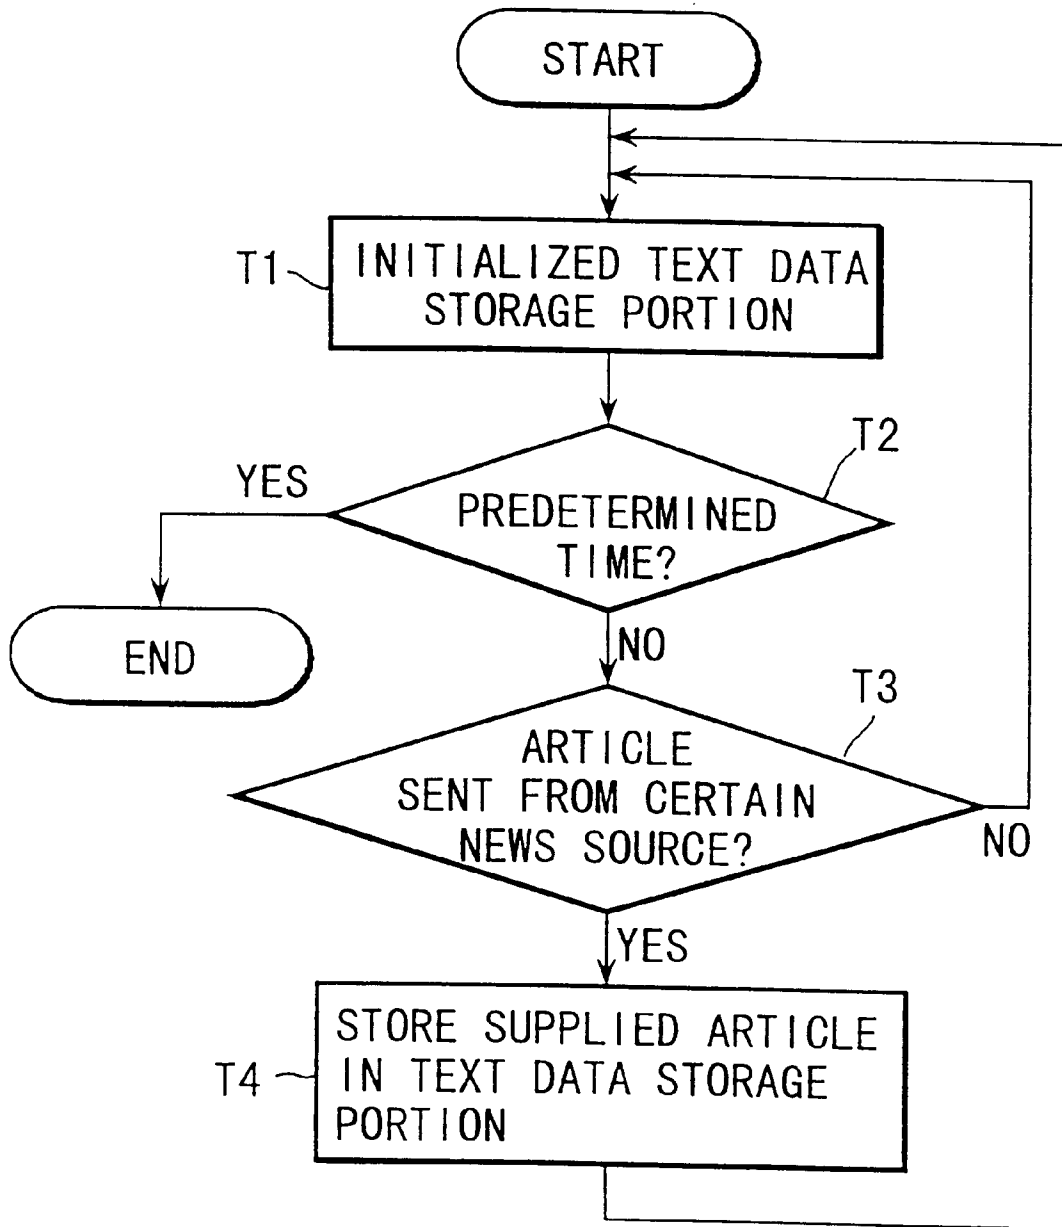 START
T1
INITIALIZED TEXT DATA
STORAGE PORTION
T2
YES
PREDETERMINED
TIME?
END
NO
T3
ARTICLE
SENT FROM CERTAIN
NEWS SOURCE?
NO
YES
T4
STORE SUPPLIED ARTICLE
IN TEXT DATA STORAGE
PORTION